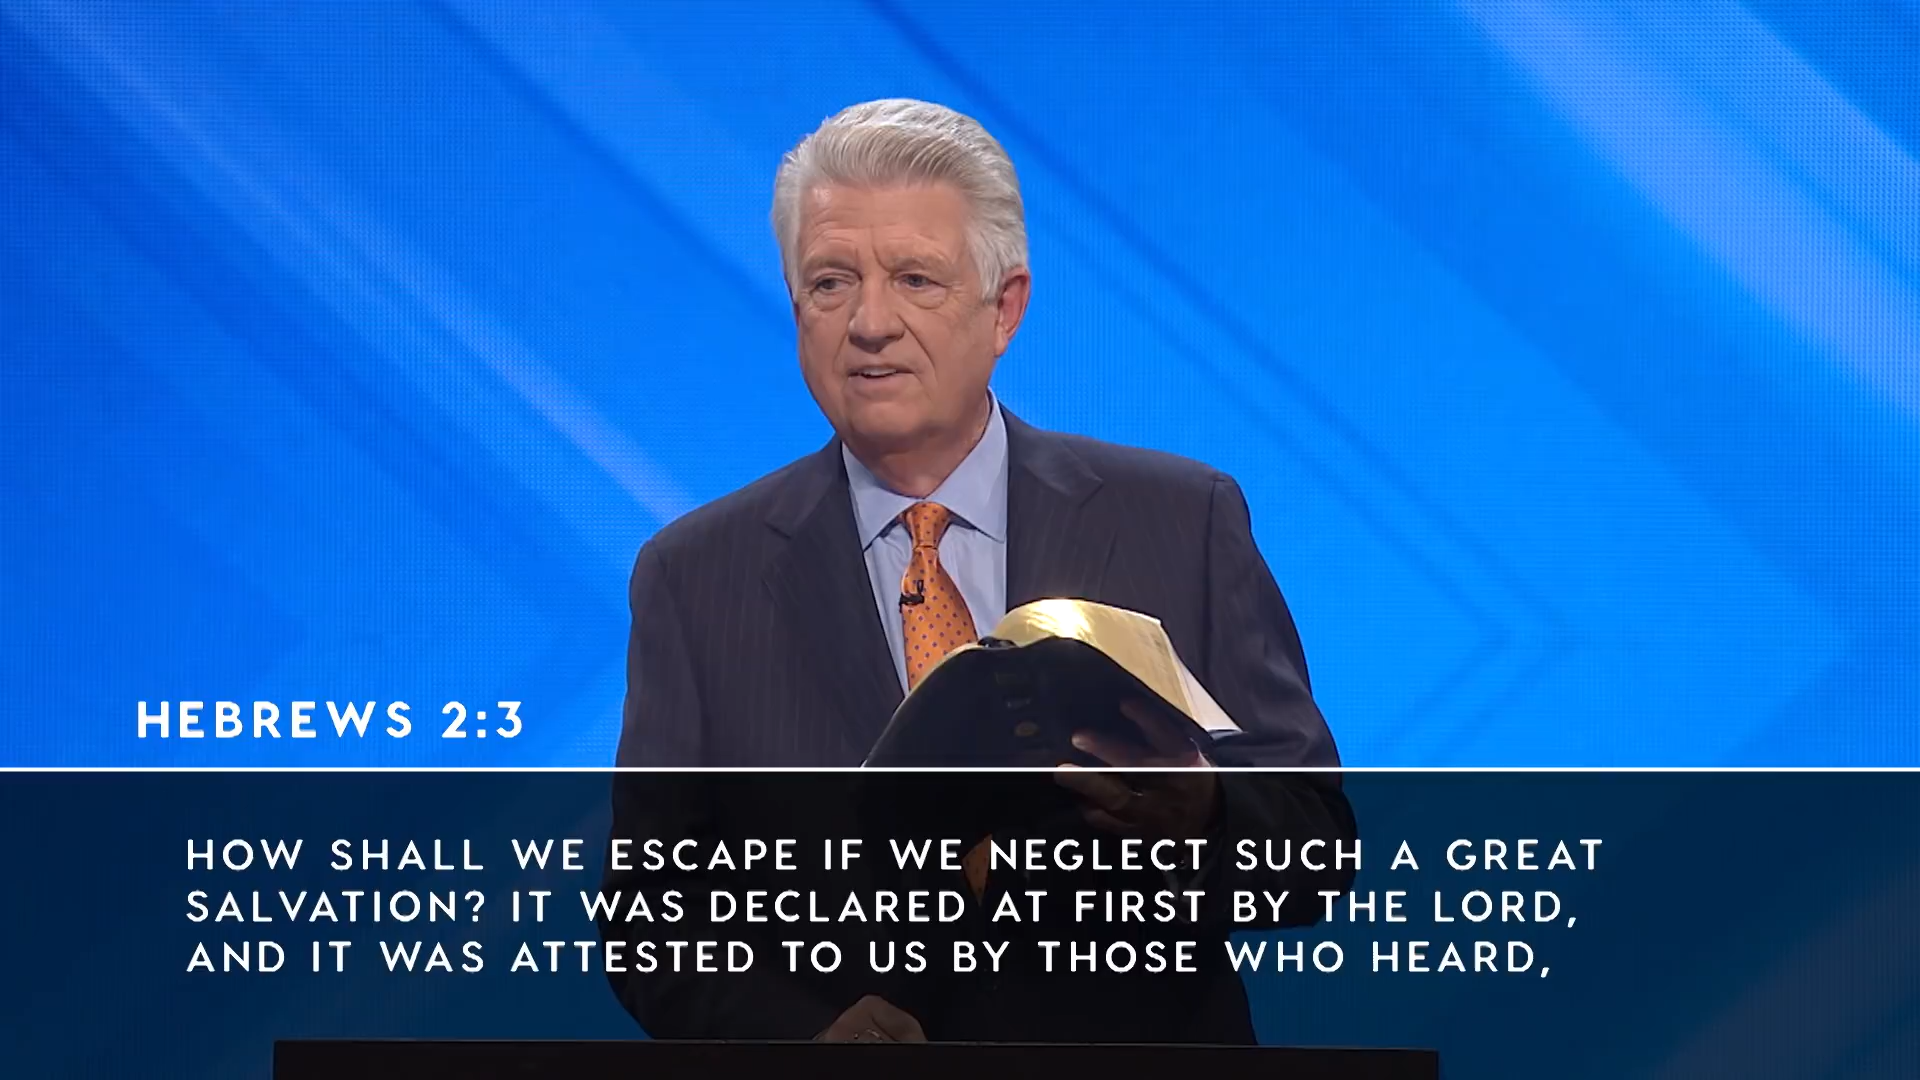 HEBREWS 2:3
HOW SHALL WE ESCAPE IF WE NEGLECT SUCH A GREAT
SALVATION? IT WAS DECLARED AT FIRST BY THE LORD,
AND IT WAS ATTESTED TO US BY THOSE WHO HEARD,